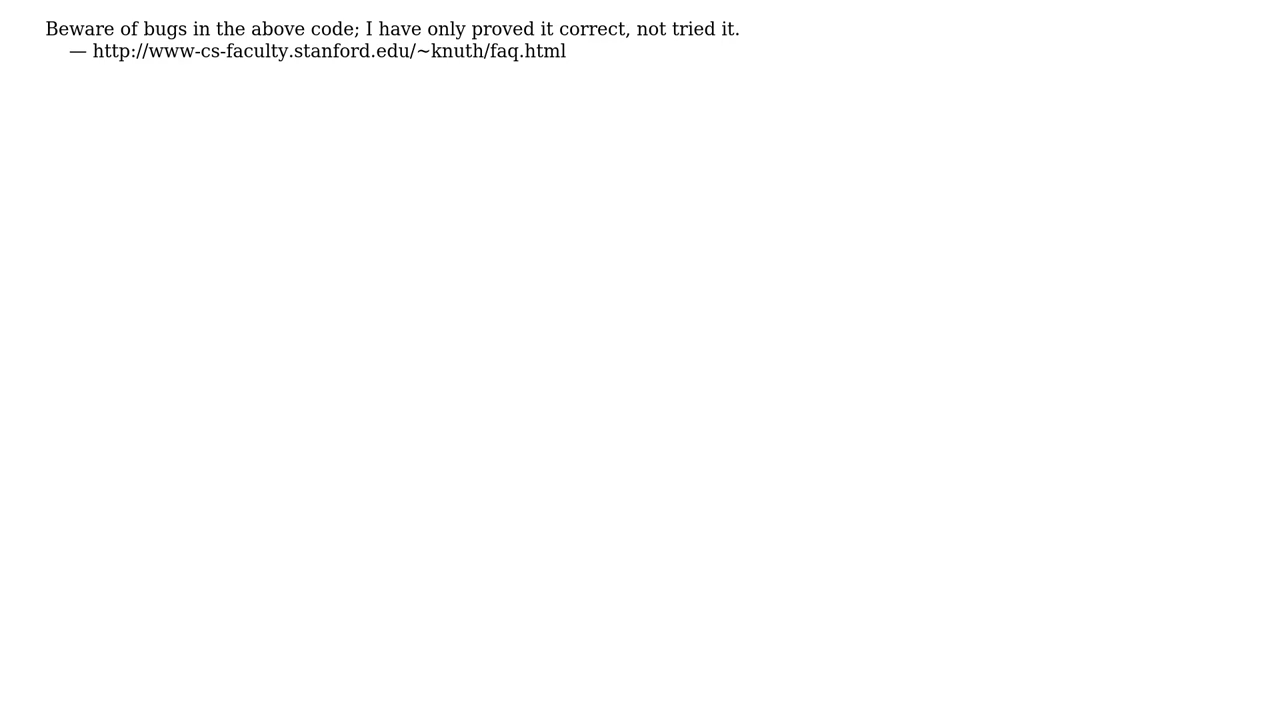 Beware of bugs in the above code; I have only proved it correct, not tried it.
— http://www-cs-faculty.stanford.edu/~knuth/faq.html